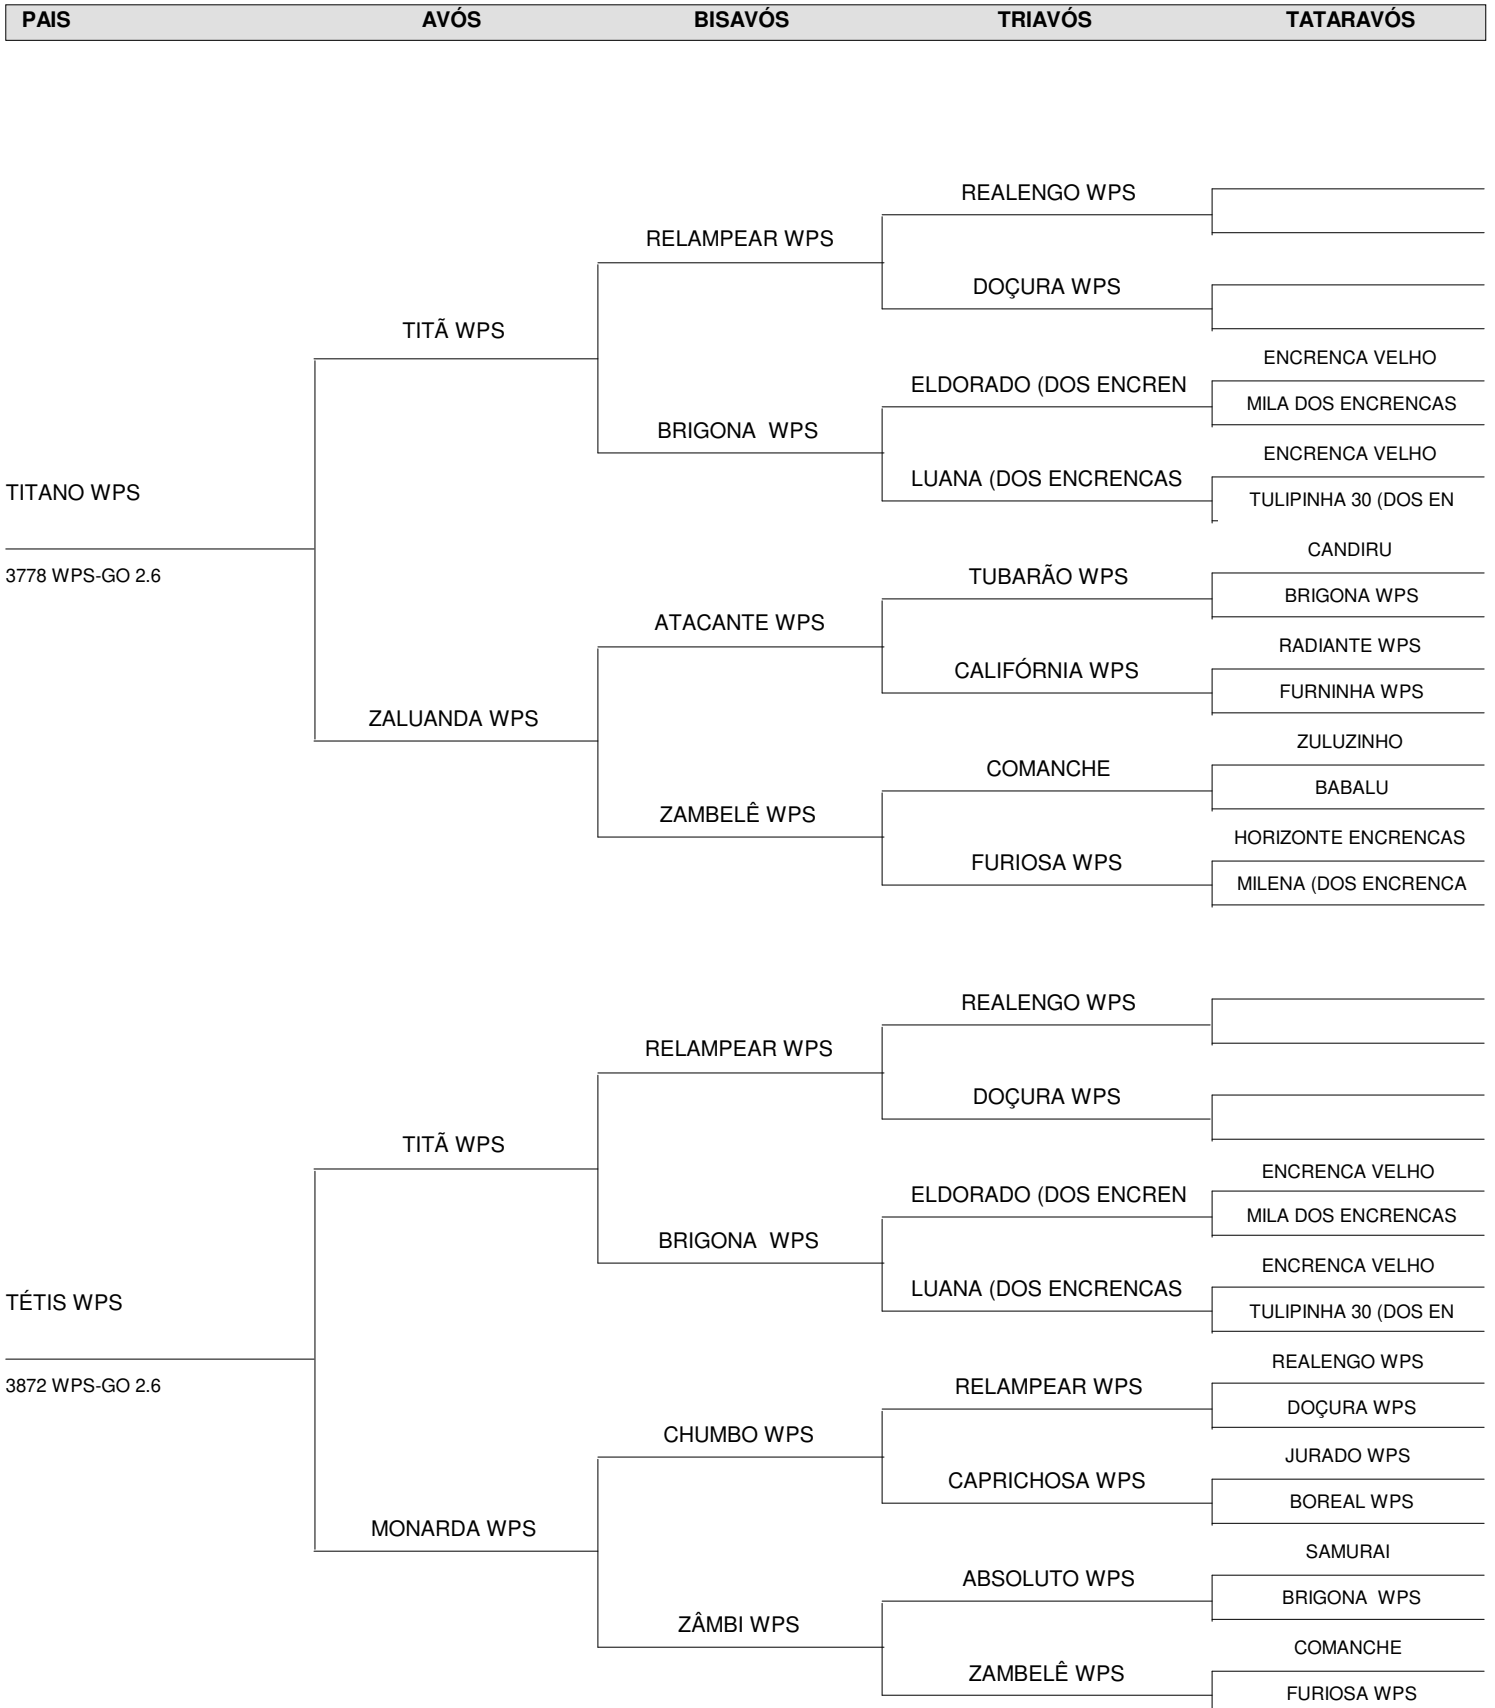 PAIS AVÓS BISAVÓS TRIAVÓS TATARAVÓS
REALENGO WPS
RELAMPEAR WPS
DOÇURA WPS
TITÃ WPS
ENCRENCA VELHO
ELDORADO (DOS ENCREN
MILA DOS ENCRENCAS
BRIGONA  WPS
ENCRENCA VELHO
LUANA (DOS ENCRENCAS
TITANO WPS
TULIPINHA 30 (DOS EN
CANDIRU
3778 WPS-GO 2.6
TUBARÃO WPS
BRIGONA WPS
ATACANTE WPS
RADIANTE WPS
CALIFÓRNIA WPS
FURNINHA WPS
ZALUANDA WPS
ZULUZINHO
COMANCHE
BABALU
ZAMBELÊ WPS
HORIZONTE ENCRENCAS
FURIOSA WPS
MILENA (DOS ENCRENCA
REALENGO WPS
RELAMPEAR WPS
DOÇURA WPS
TITÃ WPS
ENCRENCA VELHO
ELDORADO (DOS ENCREN
MILA DOS ENCRENCAS
BRIGONA  WPS
ENCRENCA VELHO
LUANA (DOS ENCRENCAS
TÉTIS WPS
TULIPINHA 30 (DOS EN
REALENGO WPS
3872 WPS-GO 2.6
RELAMPEAR WPS
DOÇURA WPS
CHUMBO WPS
JURADO WPS
CAPRICHOSA WPS
BOREAL WPS
MONARDA WPS
SAMURAI
ABSOLUTO WPS
BRIGONA  WPS
ZÂMBI WPS
COMANCHE
ZAMBELÊ WPS
FURIOSA WPS